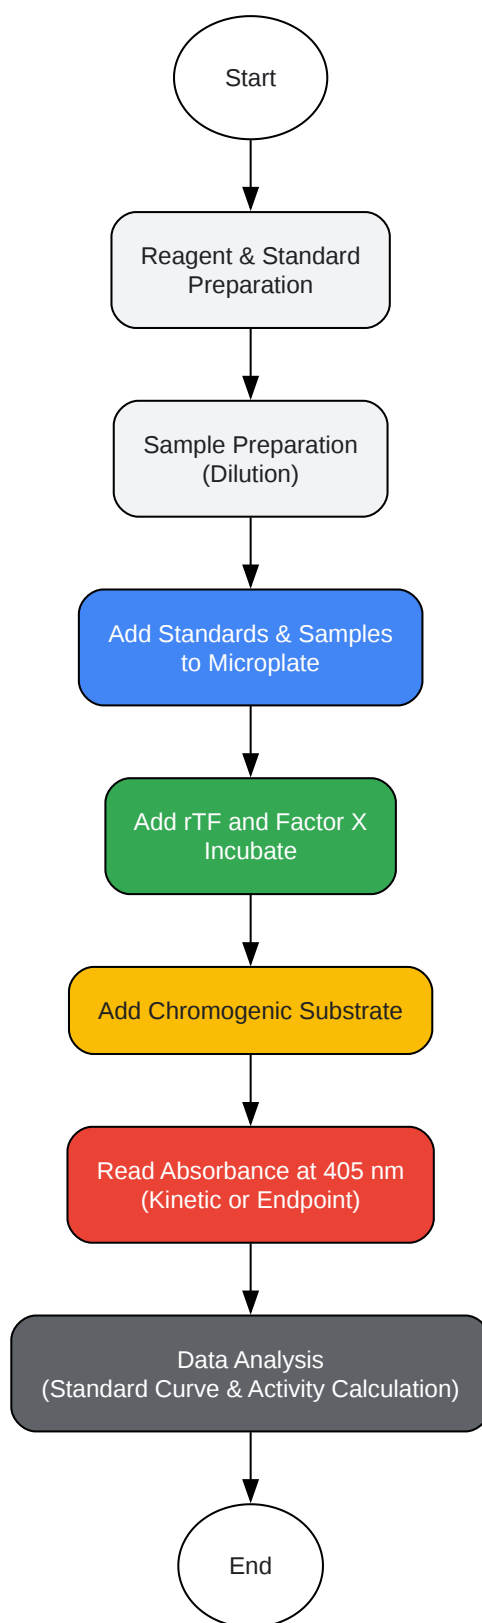 Start
Reagent & Standard
Preparation
Sample Preparation
(Dilution)
Add Standards & Samples
to Microplate
Add rTF and Factor X
Incubate
Add Chromogenic Substrate
Read Absorbance at 405 nm
(Kinetic or Endpoint)
Data Analysis
(Standard Curve & Activity Calculation)
End